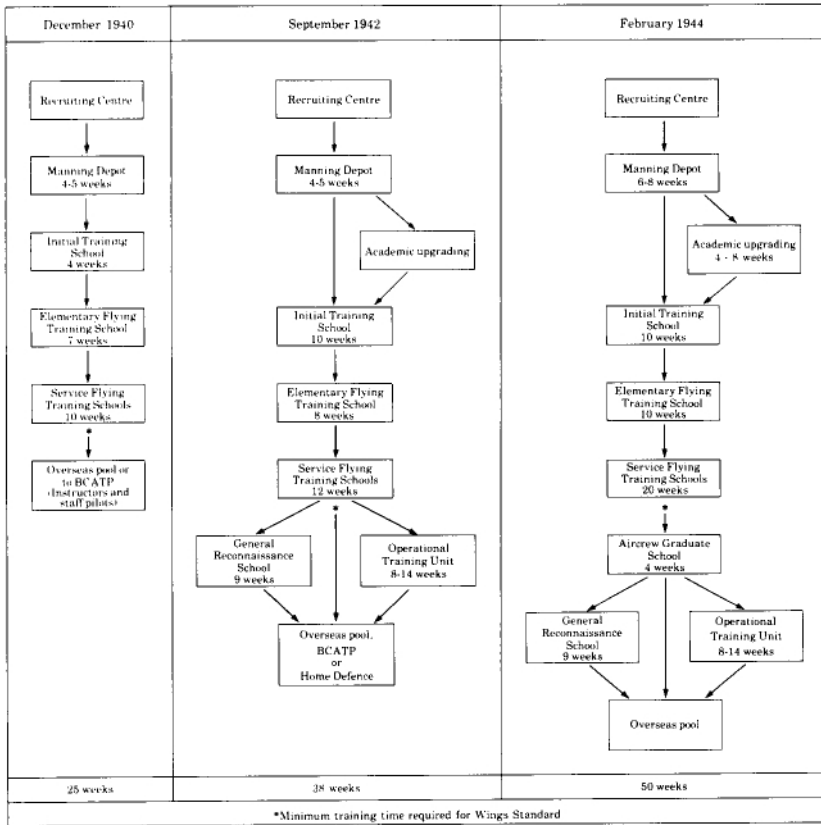 December 1940
September 1942
February 1944
Recruiting Centre
Manning Depot
4-5 weeks
Initial Training
School
4 weeks
Elementary Flying
Training School
7 weeks
Service Flying
Training Schools
10 weeks
*
Overseas pool or
to BCATP
(Instructors and
staff pilots)
25 weeks
Recruiting Centre
Manning Depot
4-5 weeks
Academic upgrading
Initial Training
School
10 weeks
Elementary Flying
Training School
8 weeks
Service Flying
Training Schools
12 weeks
*
General
Reconnaissance
School
9 weeks
Operational
Training Unit
8-14 weeks
Overseas pool,
BCATP
or
Home Defence
38 weeks
Recruiting Centre
Manning Depot
6-8 weeks
Academic upgrading
4 - 8 weeks
Initial Training
School
10 weeks
Elementary Flying
Training School
10 weeks
Service Flying
Training Schools
20 weeks
*
Aircrew Graduate
School
4 weeks
General
Reconnaissance
School
9 weeks
Operational
Training Unit
8-14 weeks
Overseas pool
50 weeks
*Minimum training time required for Wings Standard